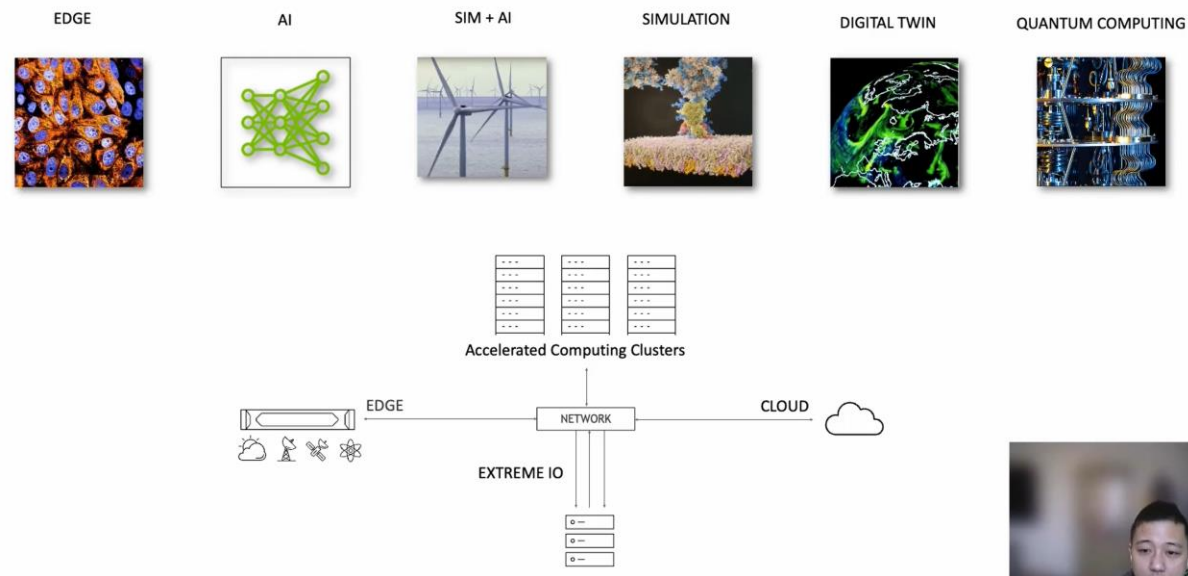 EDGE
AI
SIM + AI
SIMULATION
DIGITAL TWIN
QUANTUM COMPUTING
Accelerated Computing Clusters
EDGE
NETWORK
CLOUD
EXTREME IO